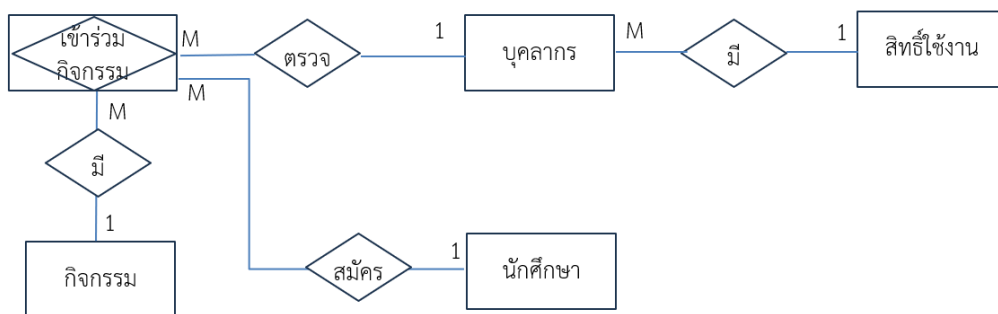 เข้าร่วม
กิจกรรม
M
ตรวจ
1
บุคลากร
M
มี
1
สิทธิ์ใช้งาน
M
M
มี
1
กิจกรรม
สมัคร
1
นักศึกษา